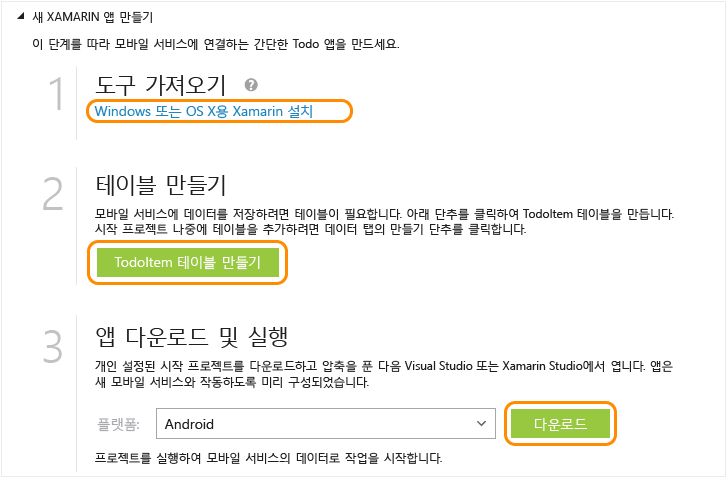 새 XAMARIN 앱 만들기
이 단계를 따라 모바일 서비스에 연결하는 간단한 Todo 앱을 만드세요.
1
도구 가져오기 ?
Windows 또는 OS X용 Xamarin 설치
2
테이블 만들기
모바일 서비스에 데이터를 저장하려면 테이블이 필요합니다. 아래 단추를 클릭하여 TodoItem 테이블을 만듭니다.
시작 프로젝트 나중에 테이블을 추가하려면 데이터 탭의 만들기 단추를 클릭합니다.
TodoItem 테이블 만들기
3
앱 다운로드 및 실행
개인 설정된 시작 프로젝트를 다운로드하고 압축을 푼 다음 Visual Studio 또는 Xamarin Studio에서 엽니다. 앱은
새 모바일 서비스와 작동하도록 미리 구성되었습니다.
플랫폼: Android 다운로드
프로젝트를 실행하여 모바일 서비스의 데이터로 작업을 시작합니다.